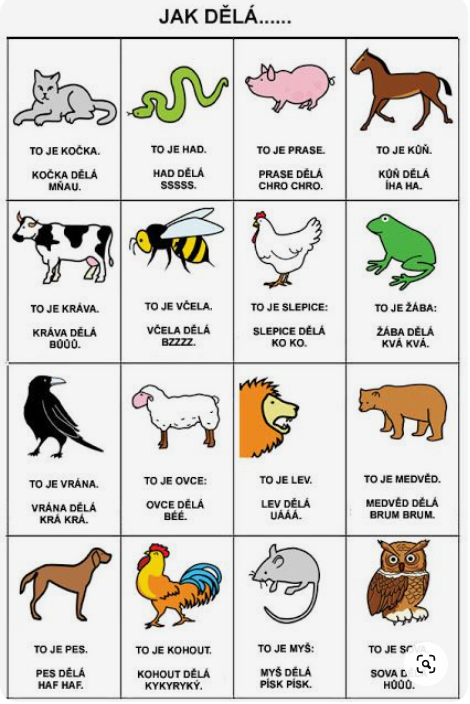 JAK DĚLÁ......
TO JE KOČKA.
KOČKA DĚLÁ
MŇAU.
TO JE HAD.
HAD DĚLÁ
SSSSS.
TO JE PRASE.
PRASE DĚLÁ
CHRO CHRO.
TO JE KŮŇ.
KŮŇ DĚLÁ
ÍHA HA.
TO JE KRÁVA.
KRÁVA DĚLÁ
BŮŮŮ.
TO JE VČELA.
VČELA DĚLÁ
BZZZZ.
TO JE SLEPICE:
SLEPICE DĚLÁ
KO KO.
TO JE ŽÁBA:
ŽÁBA DĚLÁ
KVÁ KVÁ.
TO JE VRÁNA.
VRÁNA DĚLÁ
KRÁ KRÁ.
TO JE OVCE:
OVCE DĚLÁ
BÉÉ.
TO JE LEV.
LEV DĚLÁ
UÁÁÁ.
TO JE MEDVĚD.
MEDVĚD DĚLÁ
BRUM BRUM.
TO JE PES.
PES DĚLÁ
HAF HAF.
TO JE KOHOUT.
KOHOUT DĚLÁ
KYKYRYKÝ.
TO JE MYŠ:
MYŠ DĚLÁ
PÍSK PÍSK.
TO JE
SOVA
HŮŮŮ.